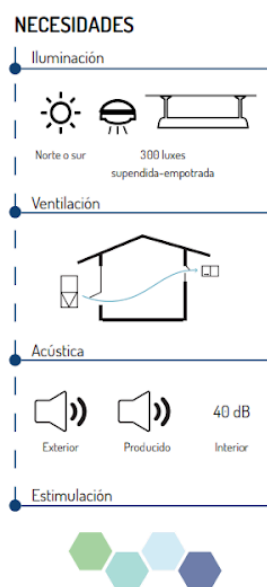 NECESIDADES
Iluminación
Norte o sur
300 luxes
supendida-empotrada
Ventilación
Acústica
40 dB
Exterior
Producido
Interior
Estimulación